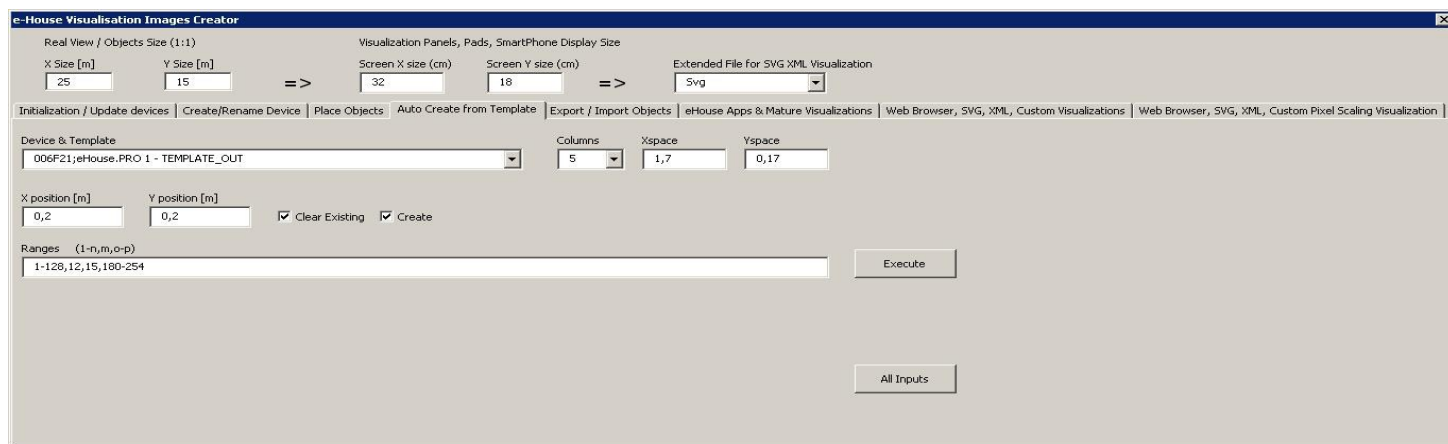 e-House Visualisation Images Creator
Real View / Objects Size (1:1) Visualization Panels, Pads, SmartPhone Display Size
X Size [m] Y Size [m] Screen X size (cm) Screen Y size (cm) Extended File for SVG XML Visualization
25 15 => 32 18 => Svg
Initialization / Update devices Create/Rename Device Place Objects Auto Create from Template Export / Import Objects eHouse Apps & Mature Visualizations Web Browser, SVG, XML, Custom Visualizations Web Browser, SVG, XML, Custom Pixel Scaling Visualization
Device & Template Columns Xspace Yspace
006F21;eHouse.PRO 1 - TEMPLATE_OUT 5 1,7 0,17
X position [m] Y position [m]
0,2 0,2 Clear Existing Create
Ranges (1-n,m,o-p)
1-128,12,15,180-254 Execute
All Inputs